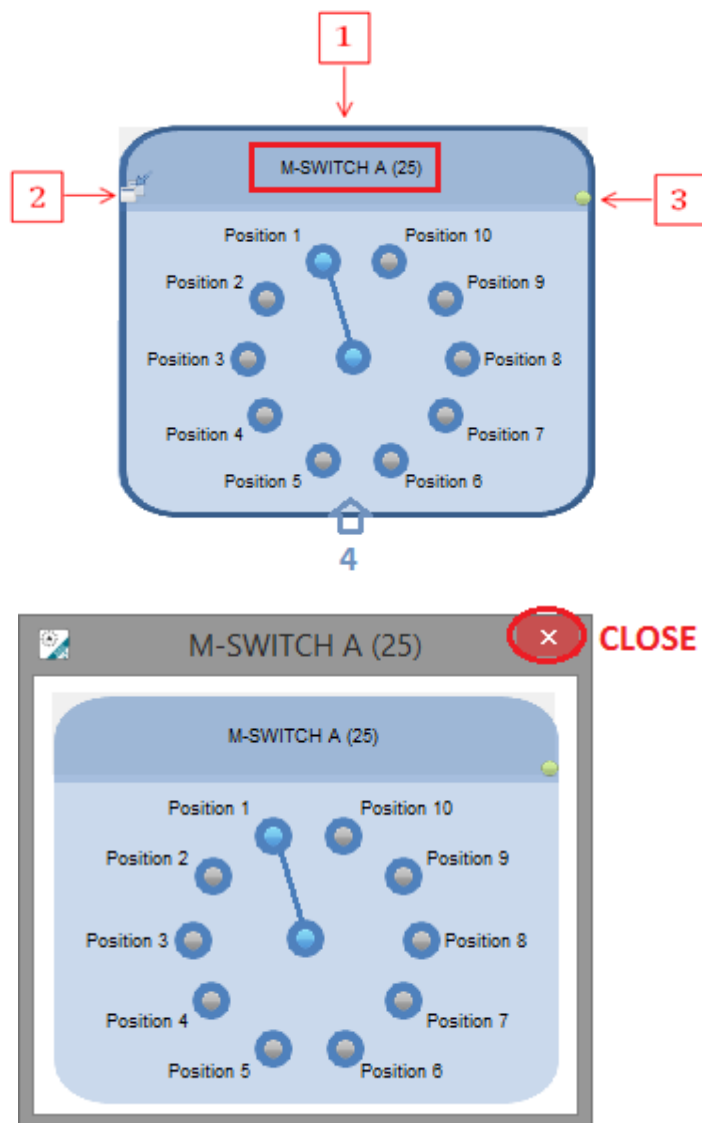 1
M-SWITCH A (25)
2
3
Position 1
Position 10
Position 2
Position 9
Position 3
Position 8
Position 4
Position 7
Position 5
Position 6
4
M-SWITCH A (25)
× CLOSE
M-SWITCH A (25)
Position 1
Position 10
Position 2
Position 9
Position 3
Position 8
Position 4
Position 7
Position 5
Position 6